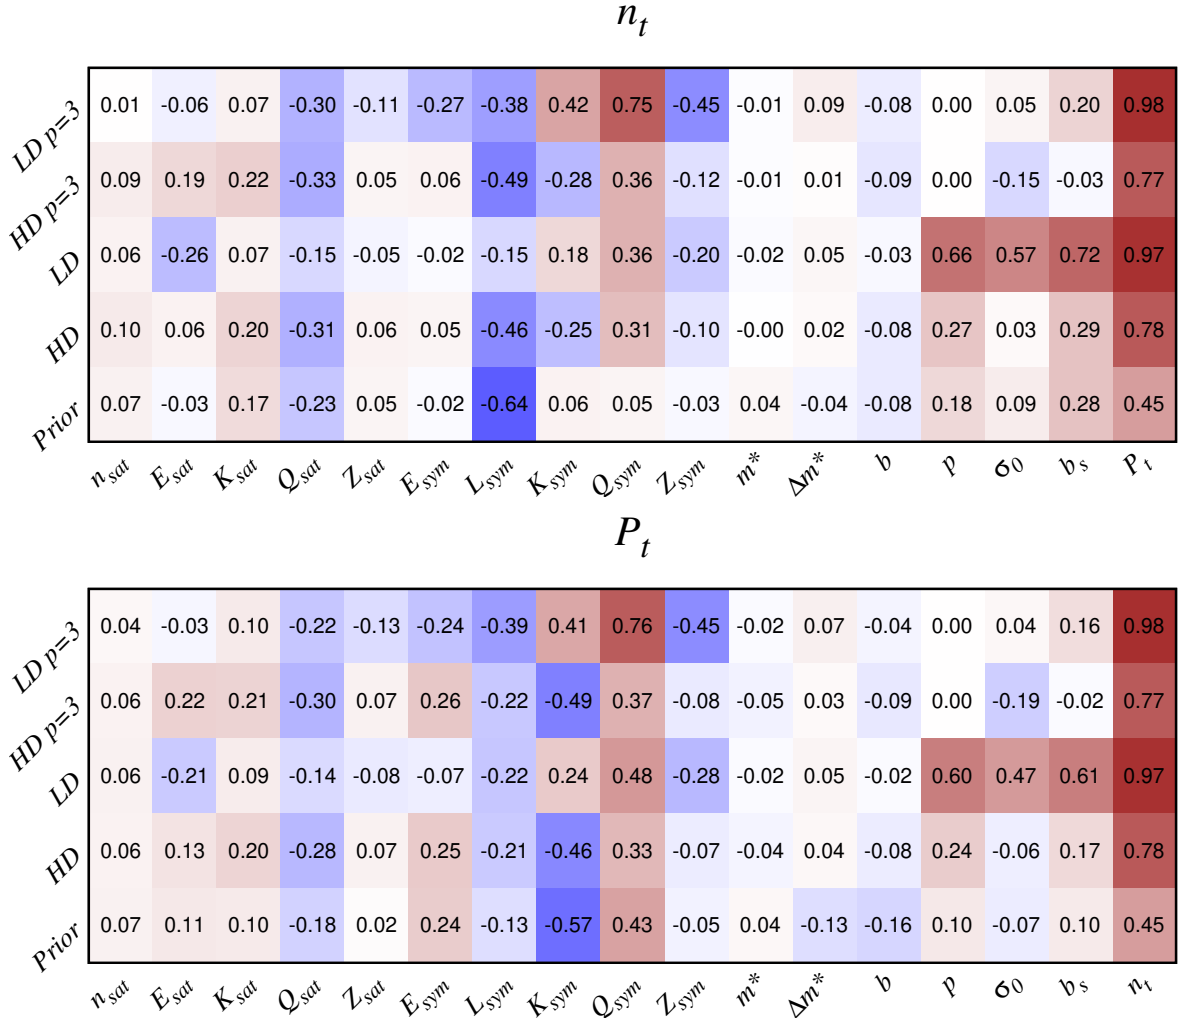 n_t
LD p=3 0.01 -0.06 0.07 -0.30 -0.11 -0.27 -0.38 0.42 0.75 -0.45 -0.01 0.09 -0.08 0.00 0.05 0.20 0.98
HD p=3 0.09 0.19 0.22 -0.33 0.05 0.06 -0.49 -0.28 0.36 -0.12 -0.01 0.01 -0.09 0.00 -0.15 -0.03 0.77
LD 0.06 -0.26 0.07 -0.15 -0.05 -0.02 -0.15 0.18 0.36 -0.20 -0.02 0.05 -0.03 0.66 0.57 0.72 0.97
HD 0.10 0.06 0.20 -0.31 0.06 0.05 -0.46 -0.25 0.31 -0.10 -0.00 0.02 -0.08 0.27 0.03 0.29 0.78
Prior 0.07 -0.03 0.17 -0.23 0.05 -0.02 -0.64 0.06 0.05 -0.03 0.04 -0.04 -0.08 0.18 0.09 0.28 0.45
n_sat E_sat K_sat Q_sat Z_sat E_sym L_sym K_sym Q_sym Z_sym m* Δm* b p σ_0 b_s P_t
P_t
LD p=3 0.04 -0.03 0.10 -0.22 -0.13 -0.24 -0.39 0.41 0.76 -0.45 -0.02 0.07 -0.04 0.00 0.04 0.16 0.98
HD p=3 0.06 0.22 0.21 -0.30 0.07 0.26 -0.22 -0.49 0.37 -0.08 -0.05 0.03 -0.09 0.00 -0.19 -0.02 0.77
LD 0.06 -0.21 0.09 -0.14 -0.08 -0.07 -0.22 0.24 0.48 -0.28 -0.02 0.05 -0.02 0.60 0.47 0.61 0.97
HD 0.06 0.13 0.20 -0.28 0.07 0.25 -0.21 -0.46 0.33 -0.07 -0.04 0.04 -0.08 0.24 -0.06 0.17 0.78
Prior 0.07 0.11 0.10 -0.18 0.02 0.24 -0.13 -0.57 0.43 -0.05 0.04 -0.13 -0.16 0.10 -0.07 0.10 0.45
n_sat E_sat K_sat Q_sat Z_sat E_sym L_sym K_sym Q_sym Z_sym m* Δm* b p σ_0 b_s n_t